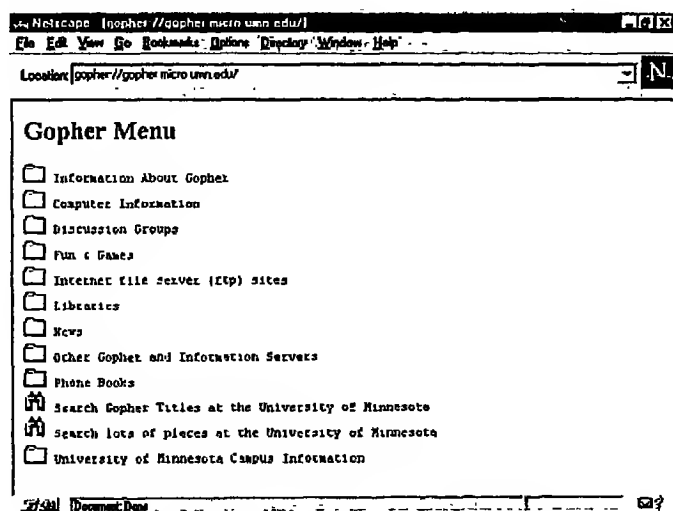 Netscape [gopher://gopher micro umn edu/]
File Edit View Go Bookmarks Options Directory Window Help
Location: gopher://gopher micro umn.edu/
N
Gopher Menu
Information About Gopher
Computer Information
Discussion Groups
Fun & Games
Internet file server (ftp) sites
Libraries
News
Other Gopher and Information Servers
Phone Books
Search Gopher Titles at the University of Minnesota
Search lots of places at the University of Minnesota
University of Minnesota Campus Information
Document: Done